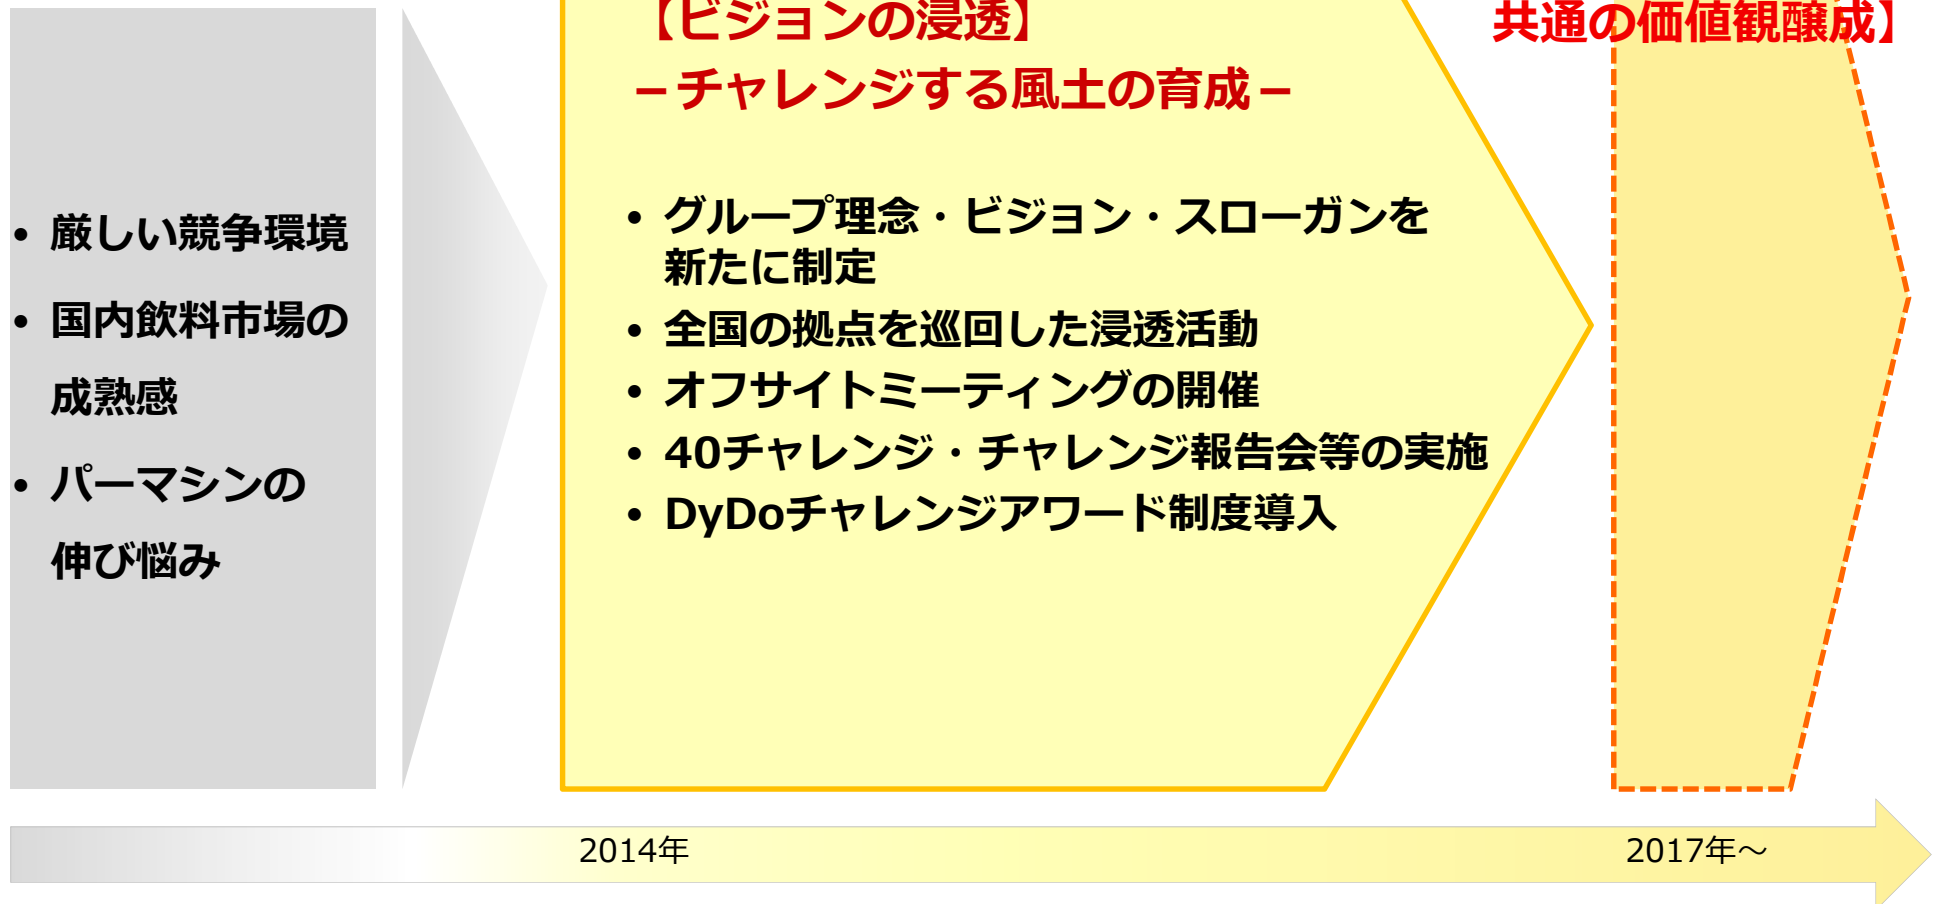 • 厳しい競争環境
• 国内飲料市場の
成熟感
• パーマシンの
伸び悩み
【ビジョンの浸透】
－チャレンジする風土の育成－
• グループ理念・ビジョン・スローガンを
新たに制定
• 全国の拠点を巡回した浸透活動
• オフサイトミーティングの開催
• 40チャレンジ・チャレンジ報告会等の実施
• DyDoチャレンジアワード制度導入
共通の価値観醸成】
2014年
2017年～